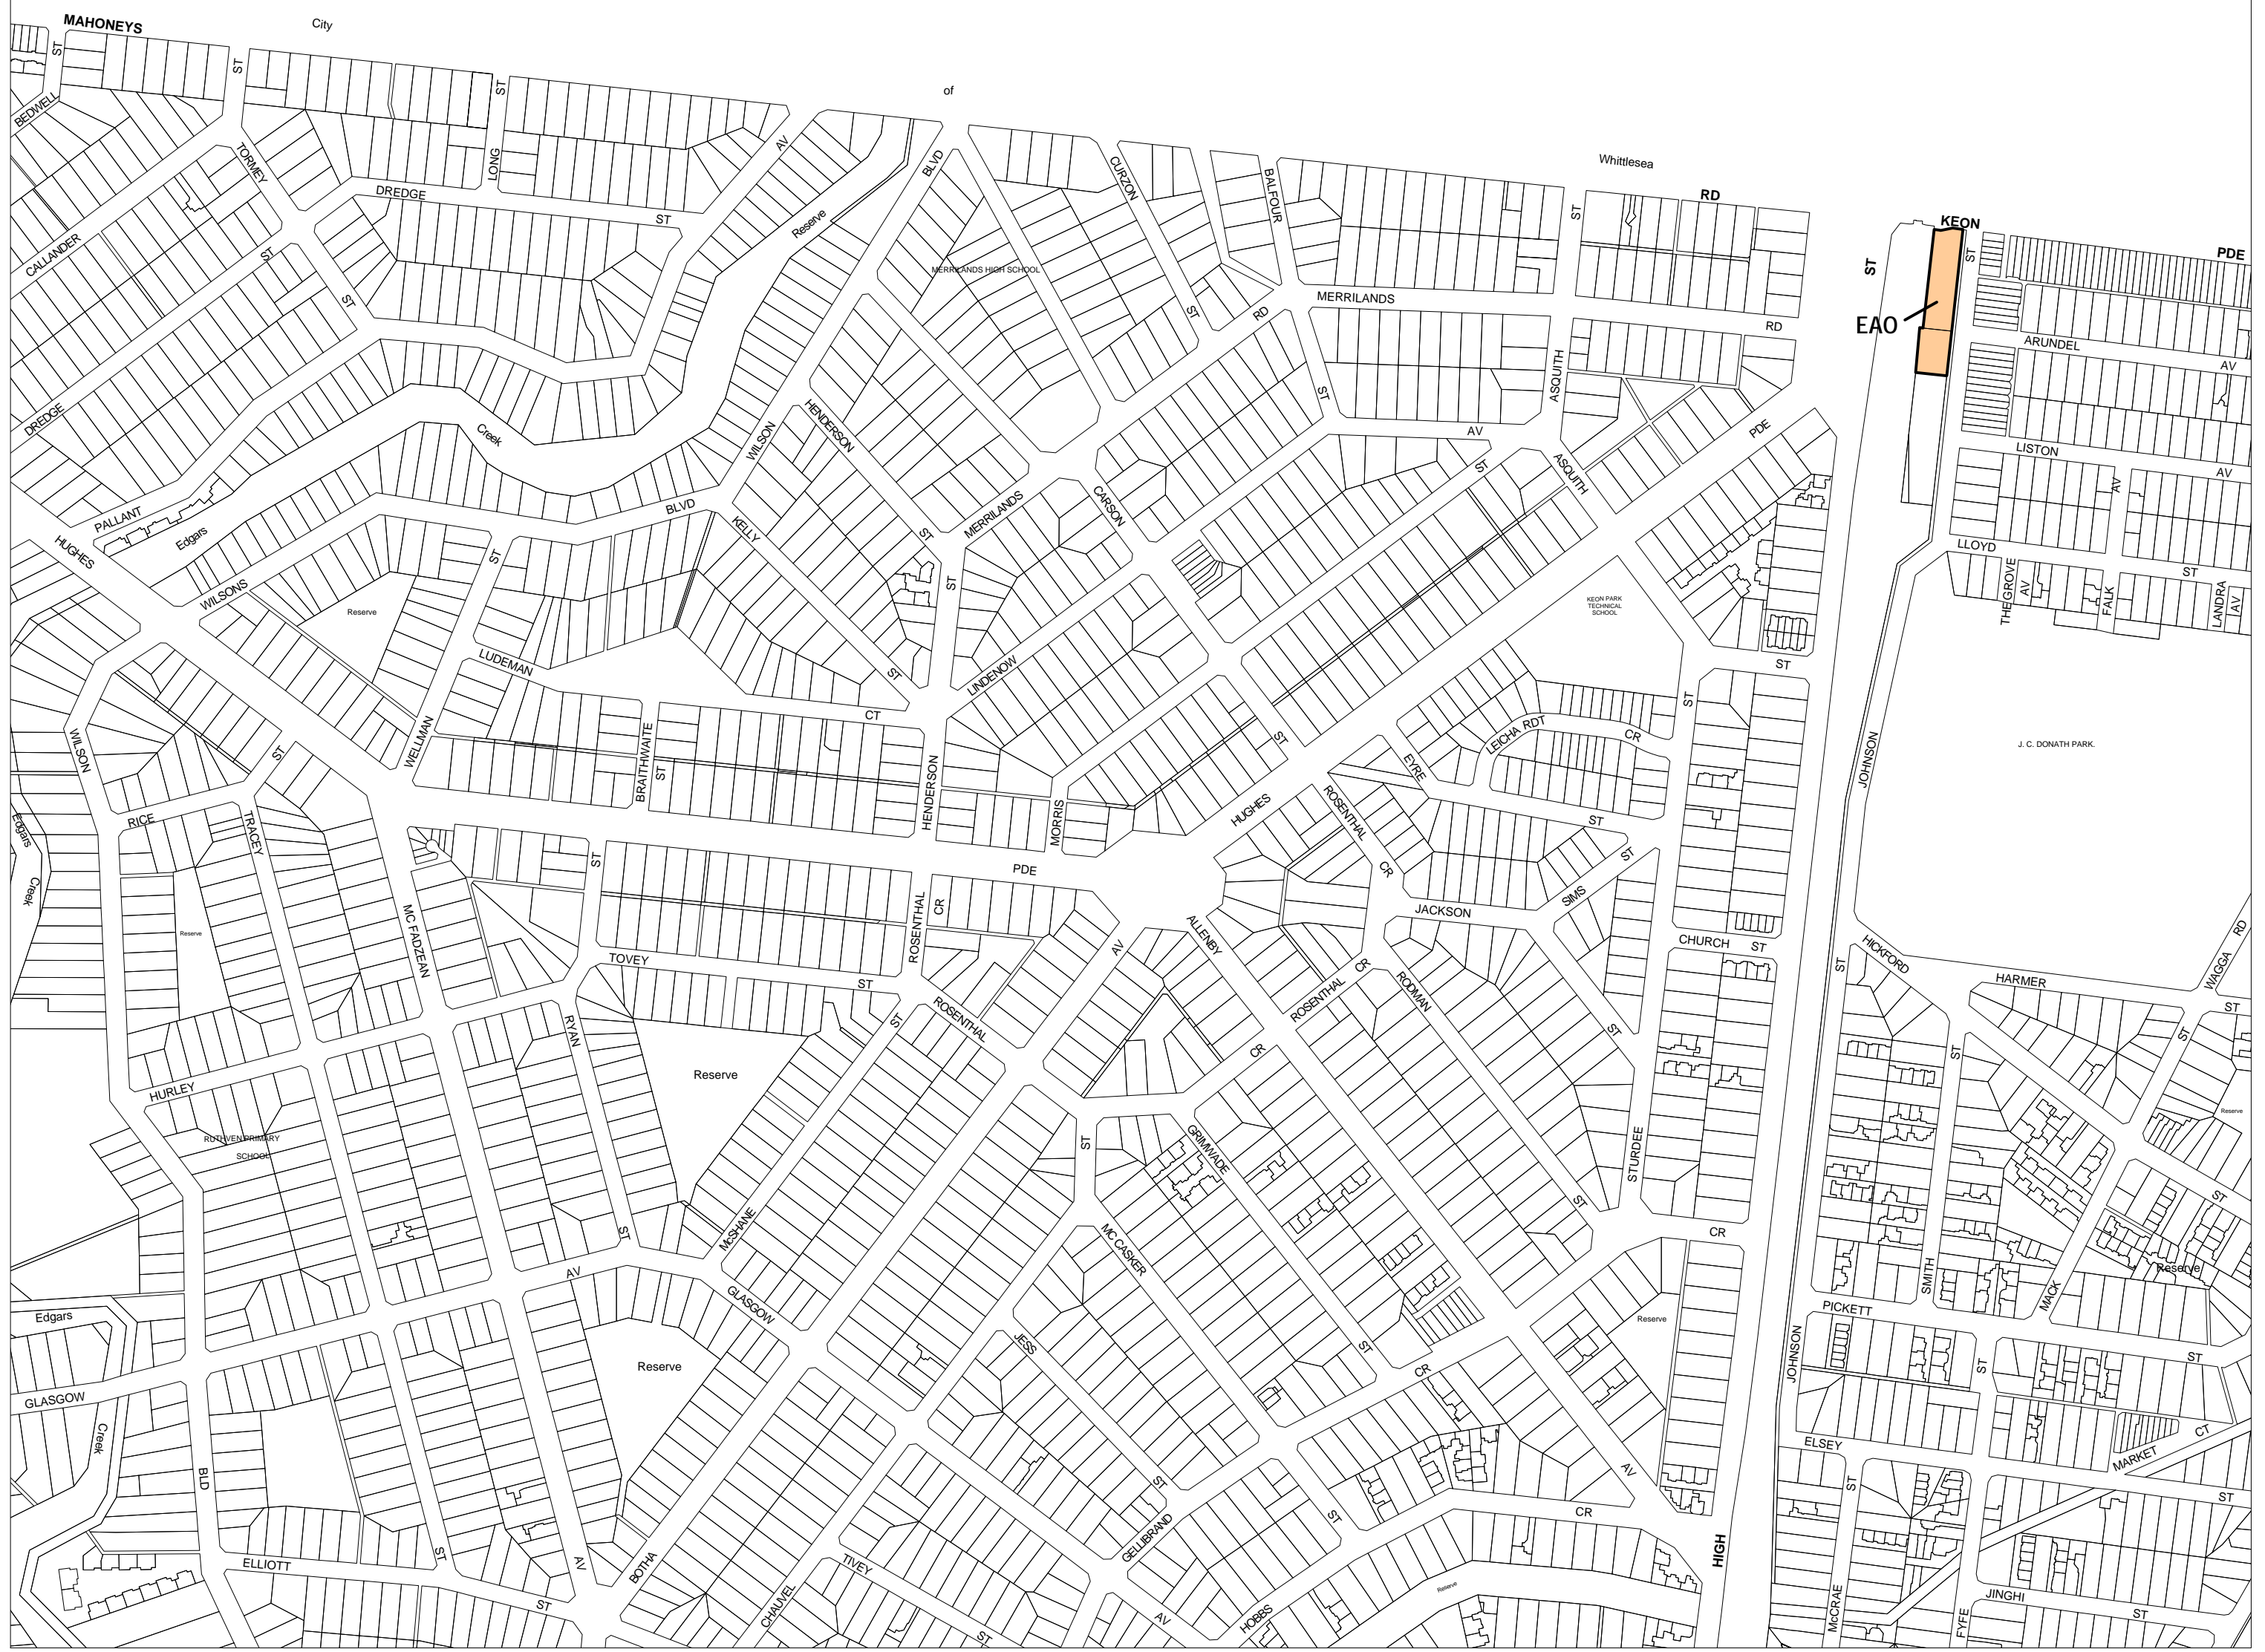 MAHONEYS
City
of
Whittlesea
RD
KEON
PDE
ST
ST
ST
BEDWELL
TORMEY
LONG
AV
BLVD
CURZON
BALFOUR
ST
ST
ST
EAO
DREDGE
ST
Reserve
CALLANDER
ST
MERRILANDS HIGH SCHOOL
ST
MERRILANDS
RD
RD
ST
ARUNDEL
AV
ST
ASQUITH
DREDGE
Creek
WILSON
HENDERSON
AV
PDE
LISTON
AV
AV
ST
ASQUITH
PALLANT
Edgars
BLVD
KELLY
ST
MERRILANDS
CARSON
HUGHES
ST
WILSONS
Reserve
ST
KEON PARK
TECHNICAL
SCHOOL
LLOYD
ST
THE GROVE
AV
FALK
LANDRA
AV
LUDEMAN
ST
LINDENOW
ST
CT
ST
ST
LEICHARDT
CR
JOHNSON
J. C. DONATH PARK.
WILSON
ST
WELLMAN
BRAITHWAITE
ST
HENDERSON
MORRIS
EYRE
HUGHES
ROSENTHAL
CR
ST
ST
Edgars
Creek
RICE
TRACEY
ST
PDE
SIMS
JACKSON
Reserve
MC FADZEAN
ROSENTHAL
CR
ALLENBY
AV
CHURCH
ST
ST
HICKFORD
WAGGA
RD
TOVEY
ST
ROSENTHAL
CR
RODMAN
HARMER
ST
RYAN
ST
ROSENTHAL
CR
ST
ST
ST
Reserve
HURLEY
RUTHVEN PRIMARY
SCHOOL
ST
GRIMWADE
STURDEE
Reserve
ST
McSHANE
ST
MC CASKER
ST
CR
SMITH
MACK
Reserve
AV
GLASGOW
Edgars
JESS
ST
Reserve
PICKETT
JOHNSON
ST
ST
Reserve
CR
GLASGOW
Creek
BLD
ELSEY
MARKET
CT
ST
AV
ST
ST
GELLIBRAND
ST
CR
HIGH
ST
ELLIOTT
AV
BOTHA
TIVEY
CHAUVEL
ST
ST
AV
HOBBS
Reserve
McCRAE
FYFE
JINGHI
ST